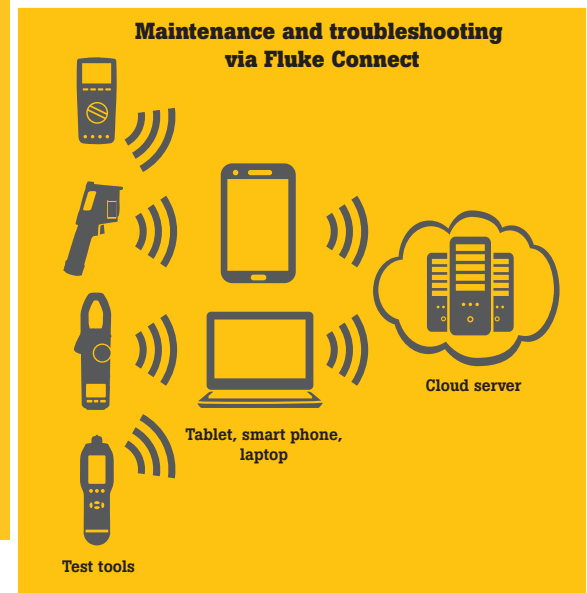 Maintenance and troubleshooting
via Fluke Connect
Cloud server
Tablet, smart phone,
laptop
Test tools